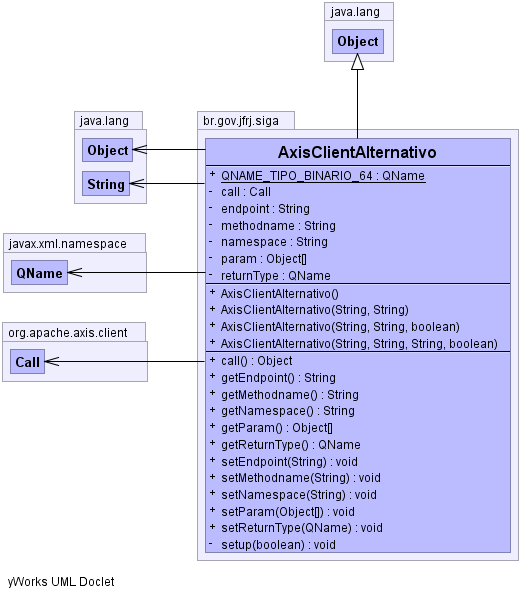 java.lang
Object
java.lang
Object
String
javax.xml.namespace
QName
org.apache.axis.client
Call
br.gov.jfrj.siga
AxisClientAlternativo
+ QNAME_TIPO_BINARIO_64 : QName
- call : Call
- endpoint : String
- methodname : String
- namespace : String
- param : Object[]
- returnType : QName
+ AxisClientAlternativo()
+ AxisClientAlternativo(String, String)
+ AxisClientAlternativo(String, String, boolean)
+ AxisClientAlternativo(String, String, String, boolean)
+ call() : Object
+ getEndpoint() : String
+ getMethodname() : String
+ getNamespace() : String
+ getParam() : Object[]
+ getReturnType() : QName
+ setEndpoint(String) : void
+ setMethodname(String) : void
+ setNamespace(String) : void
+ setParam(Object[]) : void
+ setReturnType(QName) : void
- setup(boolean) : void
yWorks UML Doclet